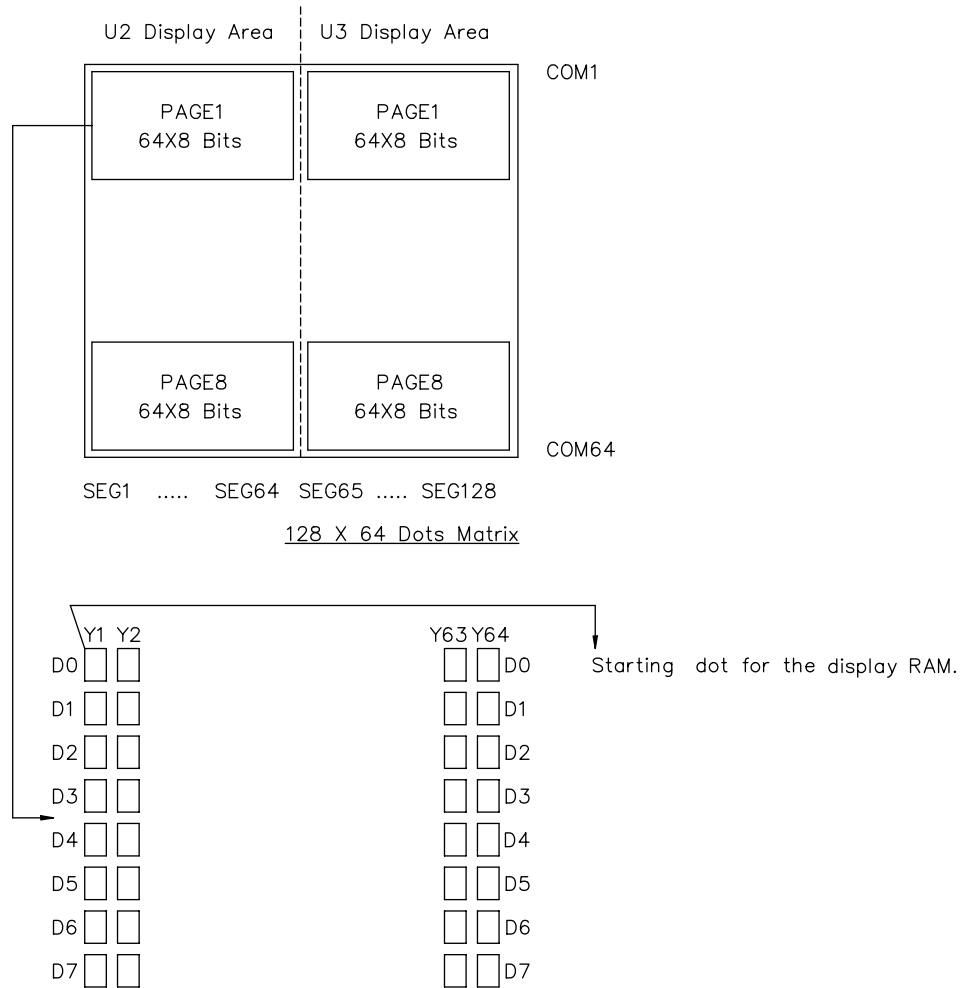 U2 Display Area U3 Display Area
COM1
PAGE1 PAGE1
64X8 Bits 64X8 Bits
PAGE8 PAGE8
64X8 Bits 64X8 Bits
COM64
SEG1 ..... SEG64 SEG65 ..... SEG128
128 X 64 Dots Matrix
Y1 Y2 Y63 Y64
D0 D0 Starting dot for the display RAM.
D1 D1
D2 D2
D3 D3
D4 D4
D5 D5
D6 D6
D7 D7